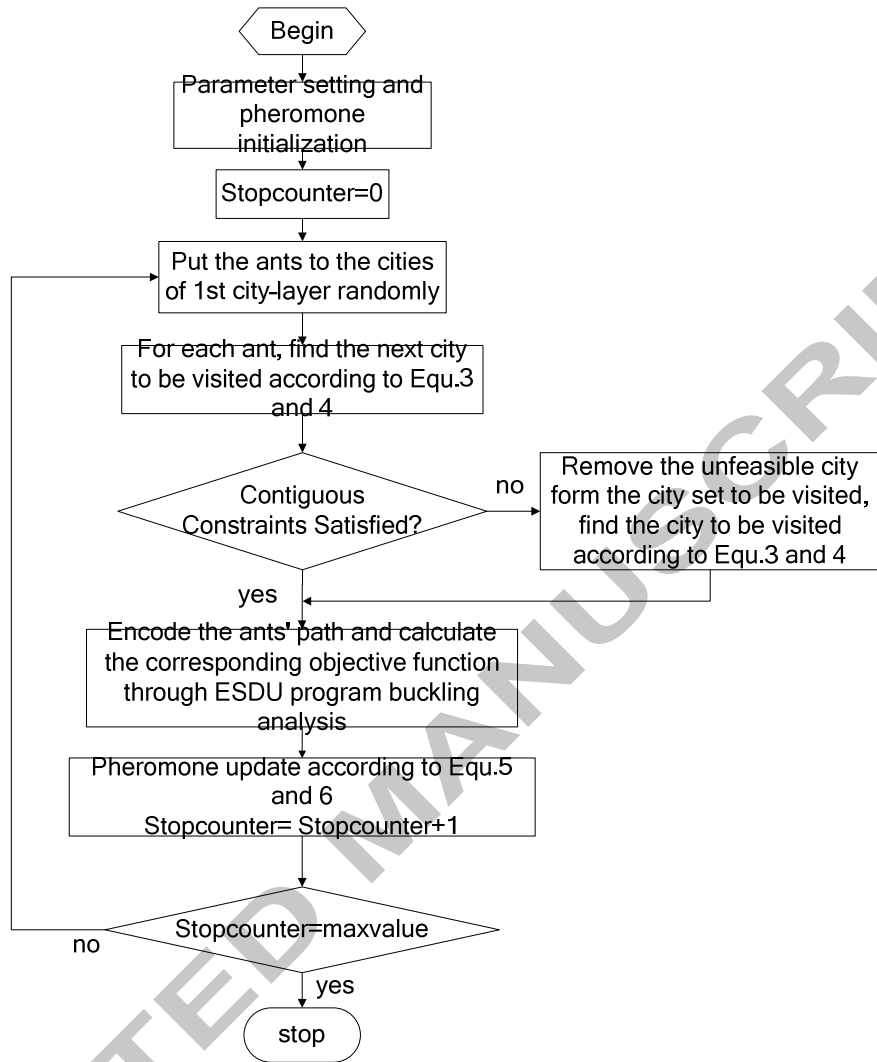 Begin
Parameter setting and
pheromone
initialization
Stopcounter=0
Put the ants to the cities
of 1st city-layer randomly
For each ant, find the next city
to be visited according to Equ.3
and 4
Contiguous
Constraints Satisfied?
no
Remove the unfeasible city
form the city set to be visited,
find the city to be visited
according to Equ.3 and 4
yes
Encode the ants' path and calculate
the corresponding objective function
through ESDU program buckling
analysis
Pheromone update according to Equ.5
and 6
Stopcounter= Stopcounter+1
Stopcounter=maxvalue
no
yes
stop
TED MANUSCRI